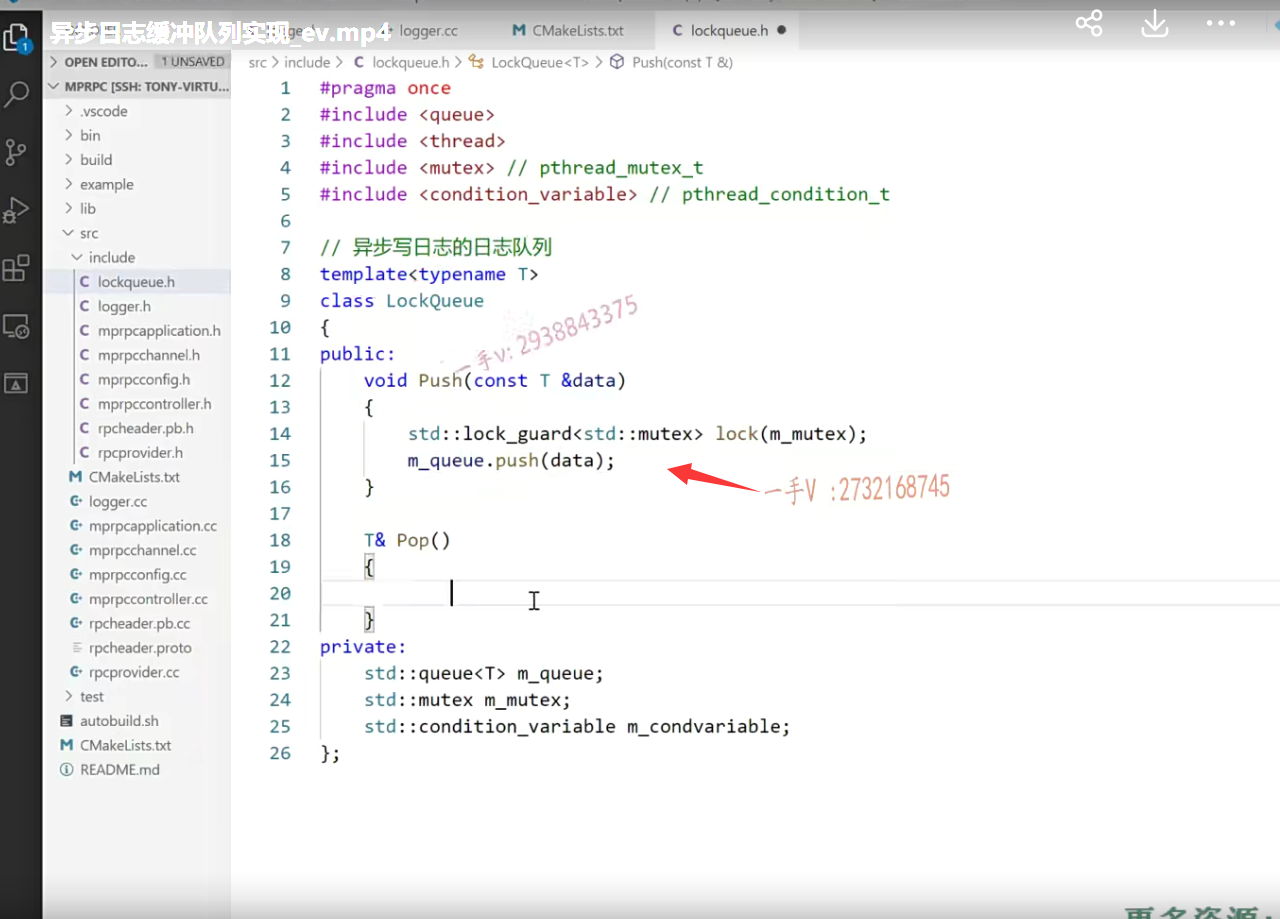 异步日志缓冲队列实现_ev.mp4
logger.cc
CMakeLists.txt
lockqueue.h
1
OPEN EDITO... 1 UNSAVED
src > include > C lockqueue.h > LockQueue<T> > Push(const T &)
MPRPC [SSH: TONY-VIRTU...
.vscode
bin
build
example
lib
src
include
C lockqueue.h
C logger.h
C mprpcapplication.h
C mprpcchannel.h
C mprpcconfig.h
C mprpccontroller.h
C rpcheader.pb.h
C rpcprovider.h
M CMakeLists.txt
logger.cc
mprpcapplication.cc
mprpcchannel.cc
mprpcconfig.cc
mprpccontroller.cc
rpcheader.pb.cc
rpcheader.proto
rpcprovider.cc
test
autobuild.sh
M CMakeLists.txt
README.md
1 #pragma once
2 #include <queue>
3 #include <thread>
4 #include <mutex> // pthread_mutex_t
5 #include <condition_variable> // pthread_condition_t
6
7 // 异步写日志的日志队列
8 template<typename T>
9 class LockQueue
10 {
11 public:
12 void Push(const T &data)
13 {
14 std::lock_guard<std::mutex> lock(m_mutex);
15 m_queue.push(data);
16 }
17
18 T& Pop()
19 {
20
21 }
22 private:
23 std::queue<T> m_queue;
24 std::mutex m_mutex;
25 std::condition_variable m_condvariable;
26 };
一手v: 2938843375
一手V :2732168745